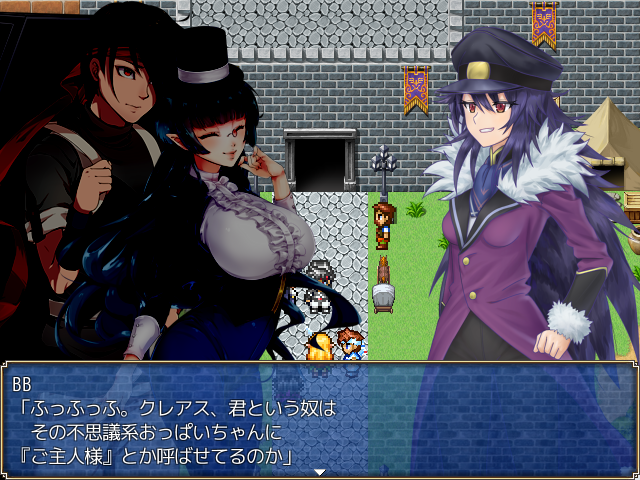 BB
「ふっふっふ。クレアス、君という奴は
その不思議系おっぱいちゃんに
『ご主人様』とか呼ばせてるのか」